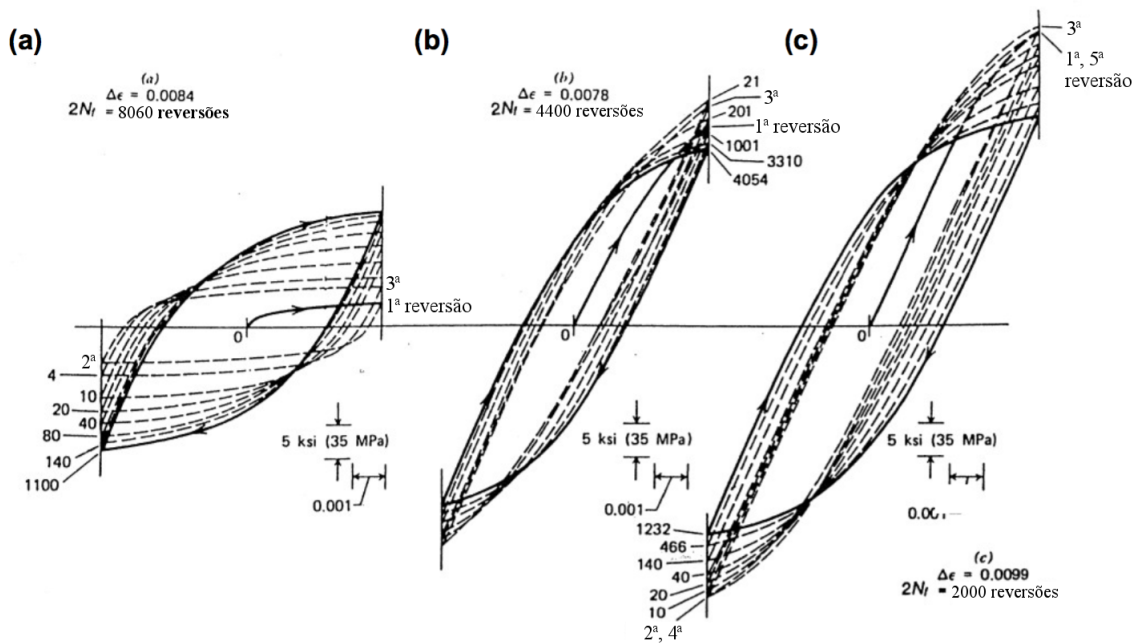 (a)
(a)
Δϵ = 0.0084
2Nf = 8060 reversões
3ª
1ª reversão
0
2ª
4
10
20
40
80
140
1100
5 ksi (35 MPa)
0.001
(b)
(b)
Δϵ = 0.0078
2Nf = 4400 reversões
21
3ª
201
1ª reversão
1001
3310
4054
0
5 ksi (35 MPa)
0.001
(c)
3ª
1ª, 5ª
reversão
0
5 ksi (35 MPa)
1232
466
140
40
20
10
2ª, 4ª
(c)
Δϵ = 0.0099
2Nf = 2000 reversões